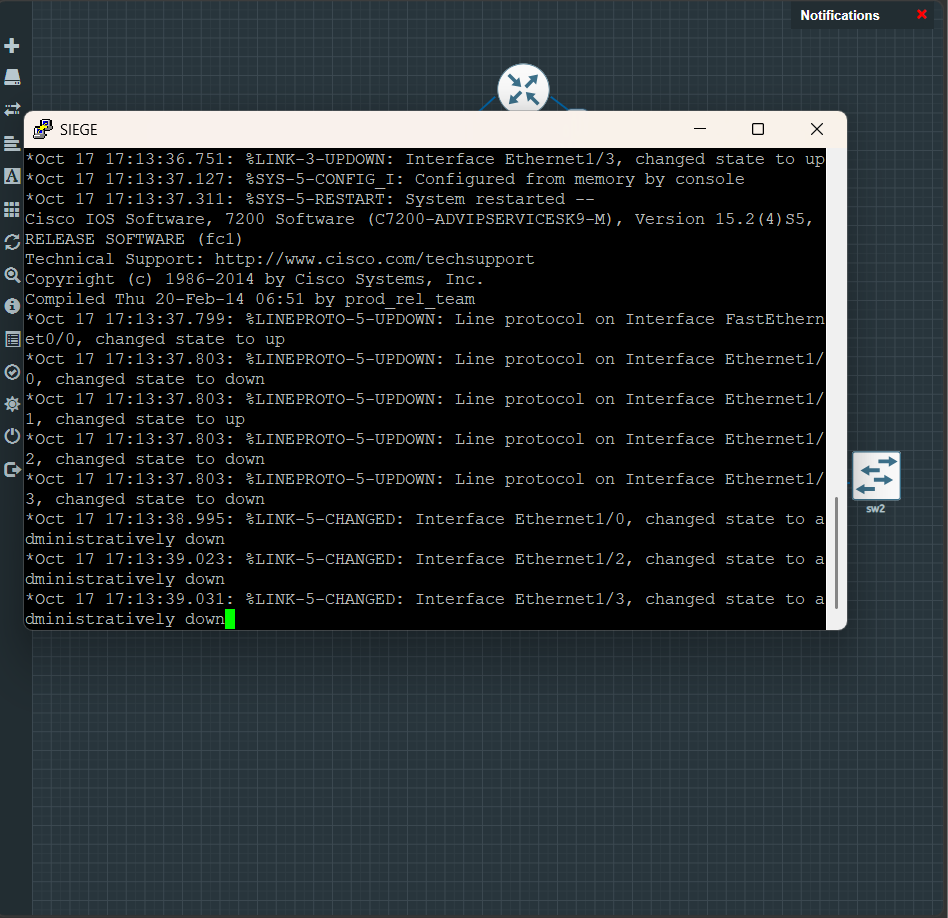 Notifications
SIEGE
*Oct 17 17:13:36.751: %LINK-3-UPDOWN: Interface Ethernet1/3, changed state to up
*Oct 17 17:13:37.127: %SYS-5-CONFIG_I: Configured from memory by console
*Oct 17 17:13:37.311: %SYS-5-RESTART: System restarted --
Cisco IOS Software, 7200 Software (C7200-ADVIPSERVICESK9-M), Version 15.2(4)S5,
RELEASE SOFTWARE (fc1)
Technical Support: http://www.cisco.com/techsupport
Copyright (c) 1986-2014 by Cisco Systems, Inc.
Compiled Thu 20-Feb-14 06:51 by prod_rel_team
*Oct 17 17:13:37.799: %LINEPROTO-5-UPDOWN: Line protocol on Interface FastEthern
et0/0, changed state to up
*Oct 17 17:13:37.803: %LINEPROTO-5-UPDOWN: Line protocol on Interface Ethernet1/
0, changed state to down
*Oct 17 17:13:37.803: %LINEPROTO-5-UPDOWN: Line protocol on Interface Ethernet1/
1, changed state to up
*Oct 17 17:13:37.803: %LINEPROTO-5-UPDOWN: Line protocol on Interface Ethernet1/
2, changed state to down
*Oct 17 17:13:37.803: %LINEPROTO-5-UPDOWN: Line protocol on Interface Ethernet1/
3, changed state to down
*Oct 17 17:13:38.995: %LINK-5-CHANGED: Interface Ethernet1/0, changed state to a
dministratively down
*Oct 17 17:13:39.023: %LINK-5-CHANGED: Interface Ethernet1/2, changed state to a
dministratively down
*Oct 17 17:13:39.031: %LINK-5-CHANGED: Interface Ethernet1/3, changed state to a
dministratively down
sw2